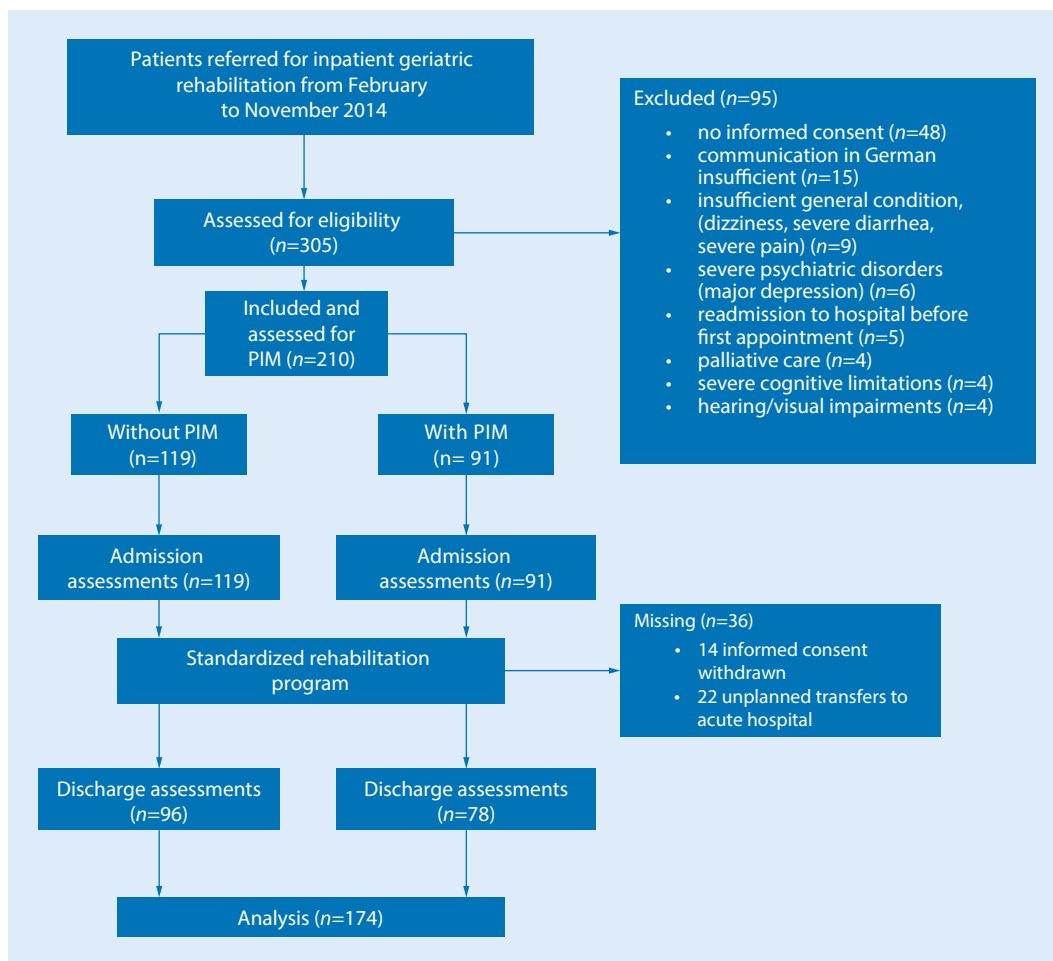 Patients referred for inpatient geriatric
rehabilitation from February
to November 2014
Excluded (n=95)
• no informed consent (n=48)
• communication in German
insufficient (n=15)
• insufficient general condition,
(dizziness, severe diarrhea,
severe pain) (n=9)
• severe psychiatric disorders
(major depression) (n=6)
• readmission to hospital before
first appointment (n=5)
• palliative care (n=4)
• severe cognitive limitations (n=4)
• hearing/visual impairments (n=4)
Assessed for eligibility
(n=305)
Included and
assessed for
PIM (n=210)
Without PIM
(n=119)
With PIM
(n= 91)
Admission
assessments (n=119)
Admission
assessments (n=91)
Standardized rehabilitation
program
Missing (n=36)
• 14 informed consent
withdrawn
• 22 unplanned transfers to
acute hospital
Discharge assessments
(n=96)
Discharge assessments
(n=78)
Analysis (n=174)